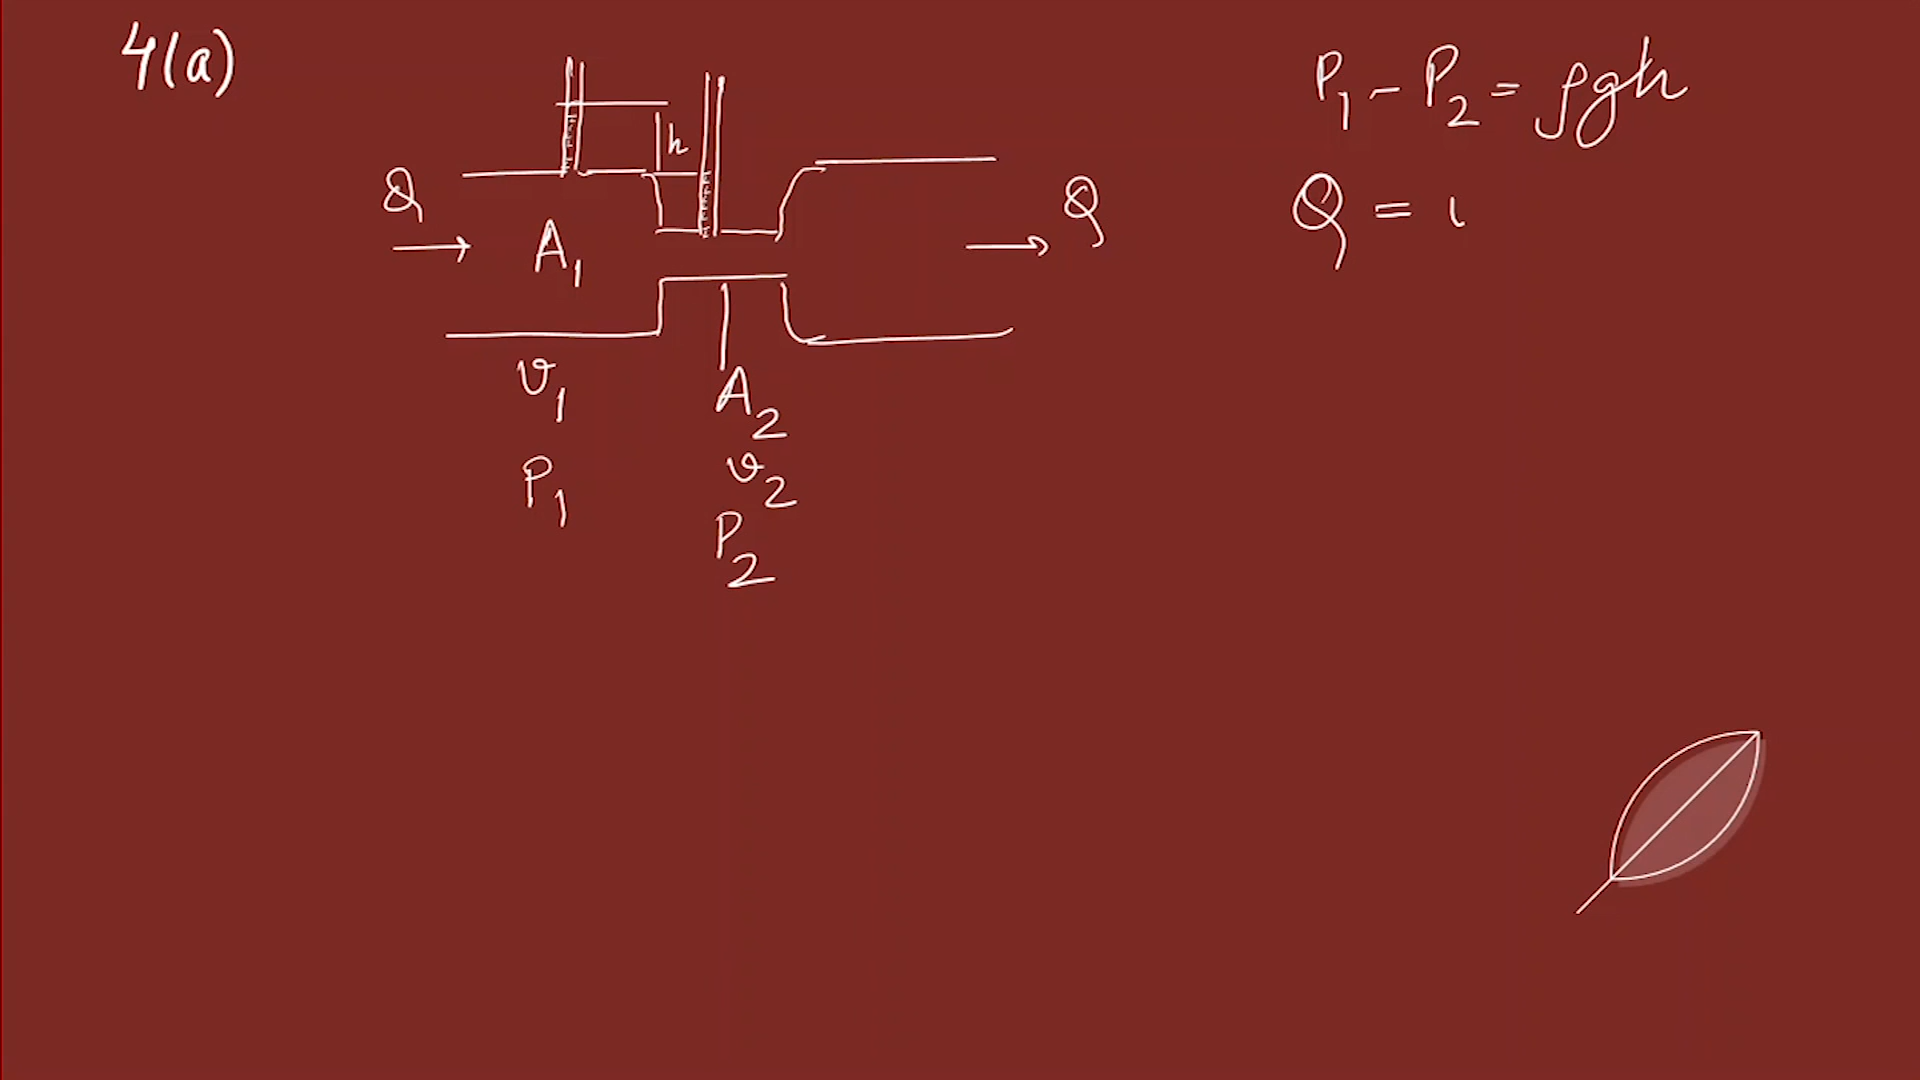 4(a)
h
Q
A₁
Q
v₁
P₁
A₂
v₂
P₂
P₁ - P₂ = ρgh
Q =